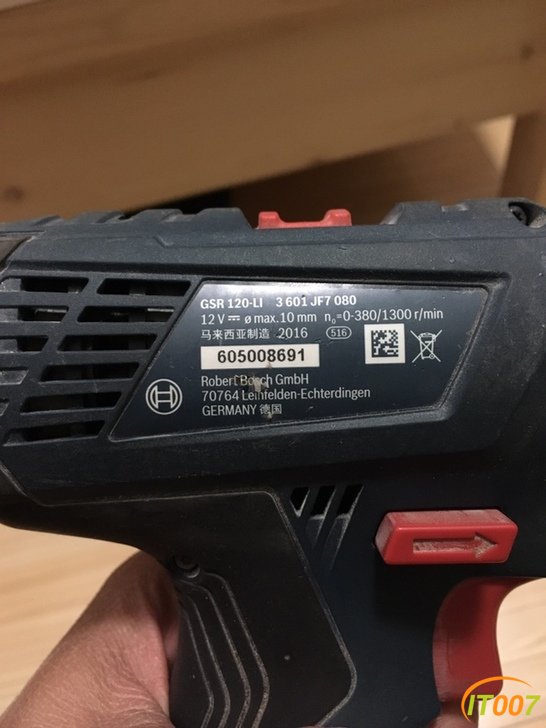 GSR 120-LI 3 601 JF7 080
12 V ⎓ ø max. 10 mm n₀=0-380/1300 r/min
马来西亚制造 2016 516
605008691
Robert Bosch GmbH
70764 Leinfelden-Echterdingen
GERMANY 德国
IT007